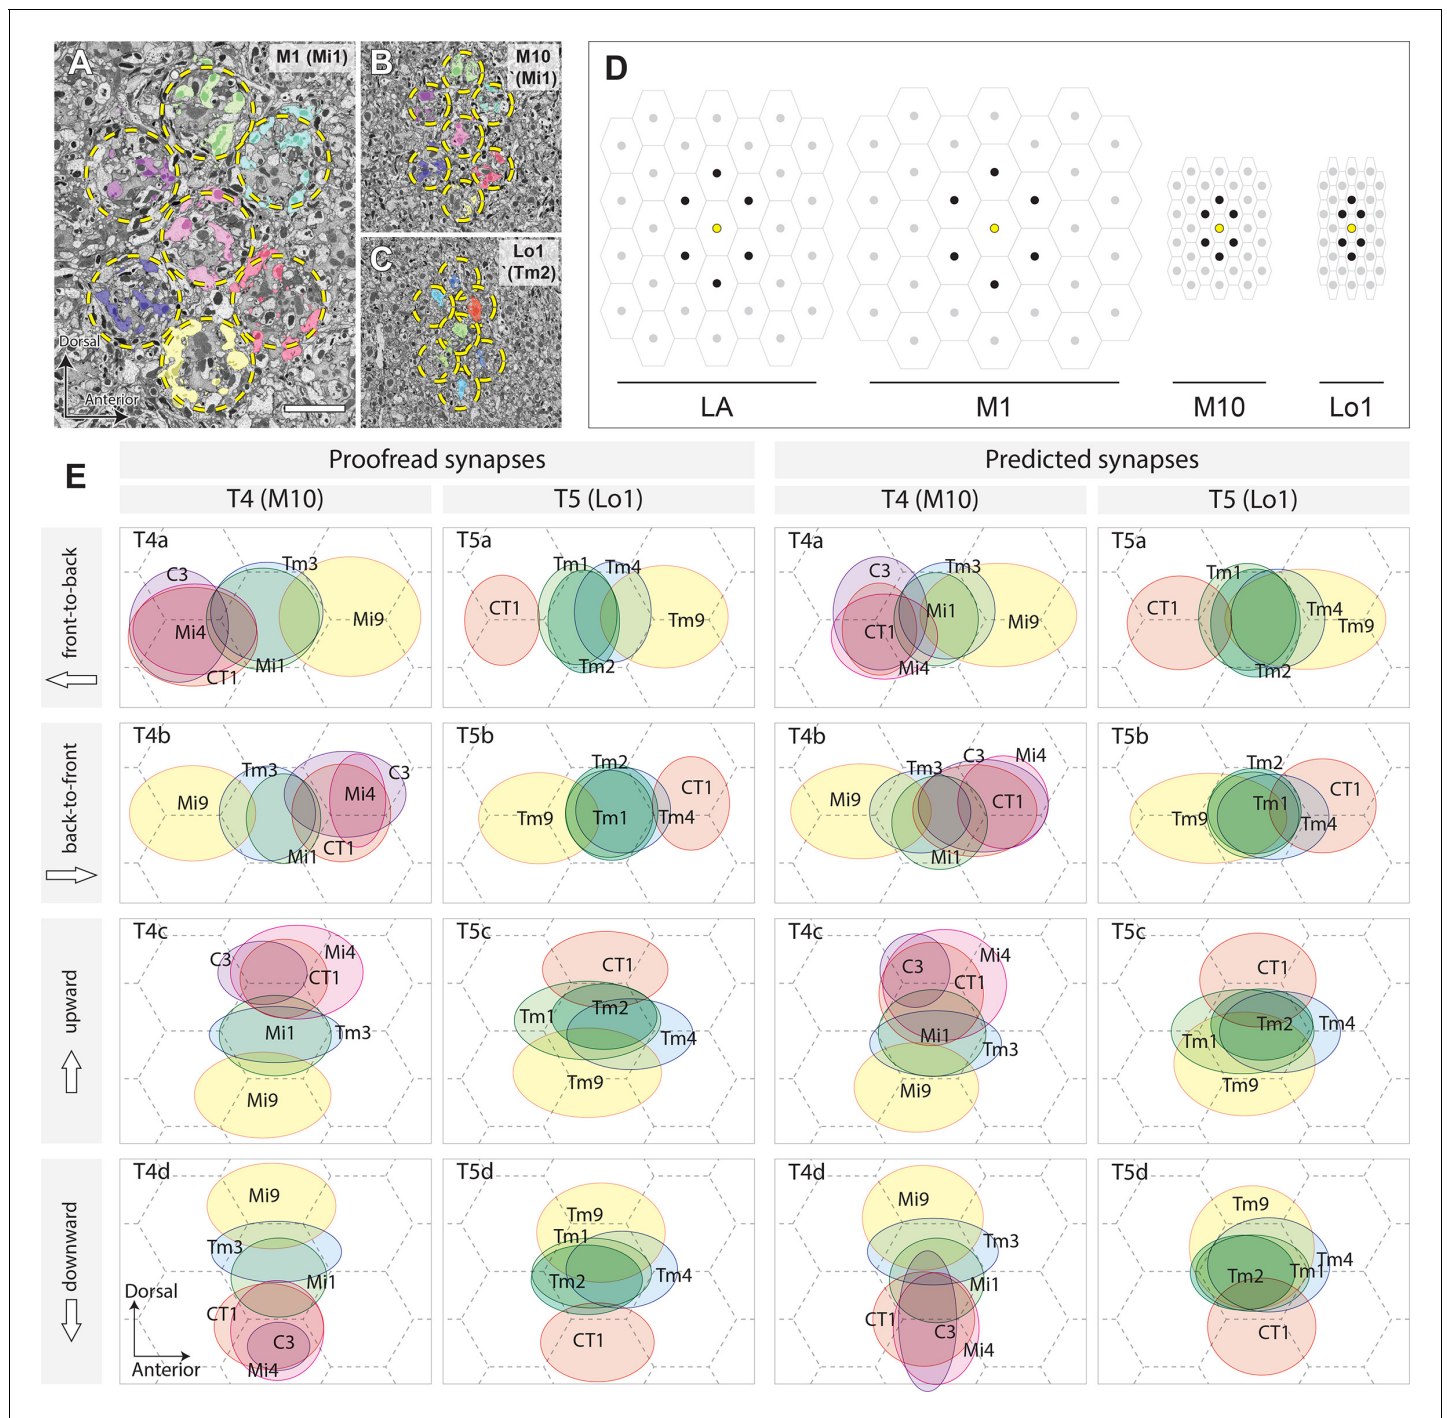 A
M1 (Mi1)
Dorsal
Anterior
B
M10
(Mi1)
C
Lo1
(Tm2)
D
LA
M1
M10
Lo1
E
Proofread synapses
Predicted synapses
T4 (M10)
T5 (Lo1)
T4 (M10)
T5 (Lo1)
front-to-back
T4a
C3
Tm3
Mi4
Mi9
Mi1
CT1
T5a
Tm1
Tm4
CT1
Tm9
Tm2
T4a
C3
Tm3
Mi1
CT1
Mi9
Mi4
T5a
Tm1
CT1
Tm4
Tm9
Tm2
back-to-front
T4b
Tm3
C3
Mi9
Mi4
CT1
Mi1
T5b
Tm2
CT1
Tm9
Tm1
Tm4
T4b
C3
Mi4
Tm3
Mi9
CT1
Mi1
T5b
Tm2
CT1
Tm1
Tm9
Tm4
upward
T4c
C3
Mi4
CT1
Mi1
Tm3
Mi9
T5c
CT1
Tm2
Tm1
Tm4
Tm9
T4c
C3
Mi4
CT1
Mi1
Tm3
Mi9
T5c
CT1
Tm2
Tm4
Tm1
Tm9
downward
T4d
Mi9
Tm3
Mi1
CT1
C3
Mi4
Dorsal
Anterior
T5d
Tm9
Tm1
Tm2
Tm4
CT1
T4d
Mi9
Tm3
Mi1
CT1
C3
Mi4
T5d
Tm9
Tm4
Tm1
Tm2
CT1